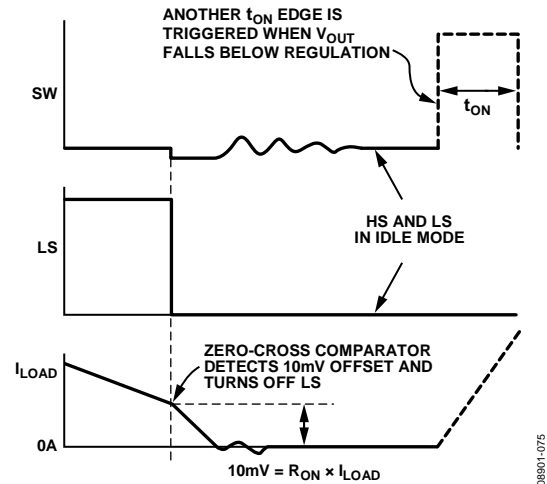 ANOTHER tON EDGE IS
TRIGGERED WHEN VOUT
FALLS BELOW REGULATION
SW
tON
HS AND LS
IN IDLE MODE
LS
ZERO-CROSS COMPARATOR
DETECTS 10mV OFFSET AND
TURNS OFF LS
ILOAD
0A
10mV = RON × ILOAD
08901-075